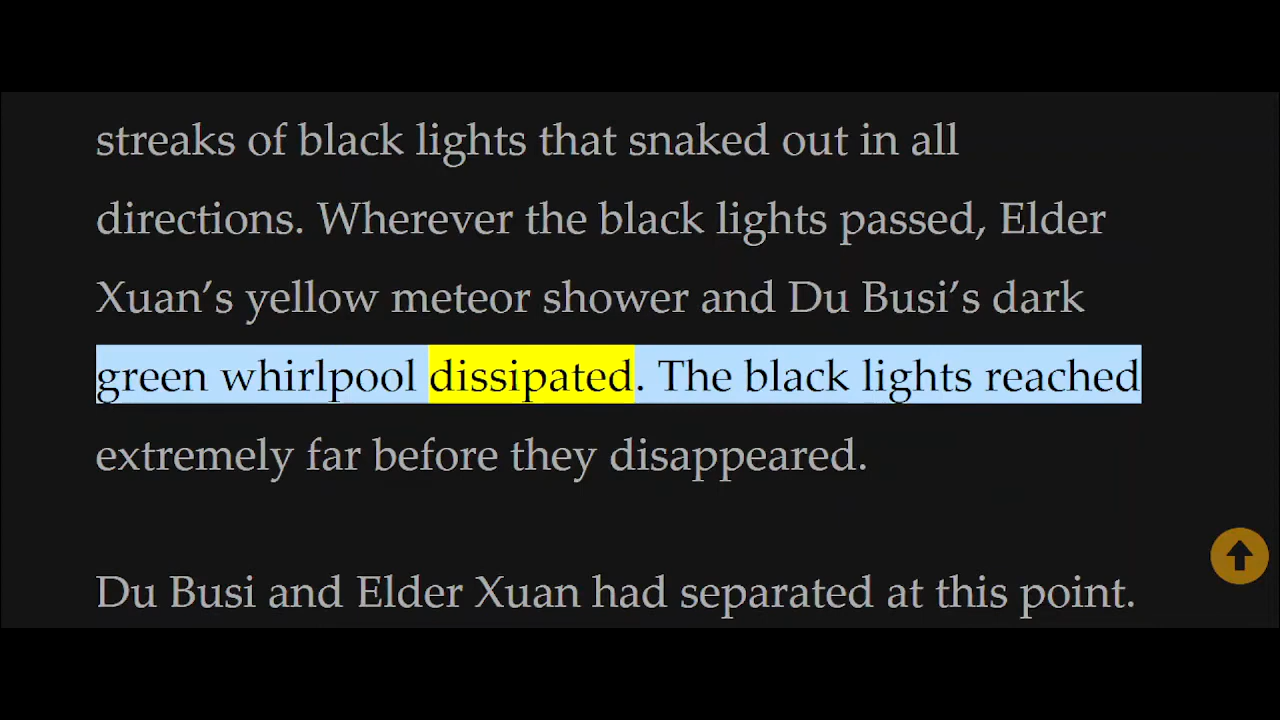 streaks of black lights that snaked out in all
directions. Wherever the black lights passed, Elder
Xuan’s yellow meteor shower and Du Busi’s dark
green whirlpool dissipated. The black lights reached
extremely far before they disappeared.
Du Busi and Elder Xuan had separated at this point.